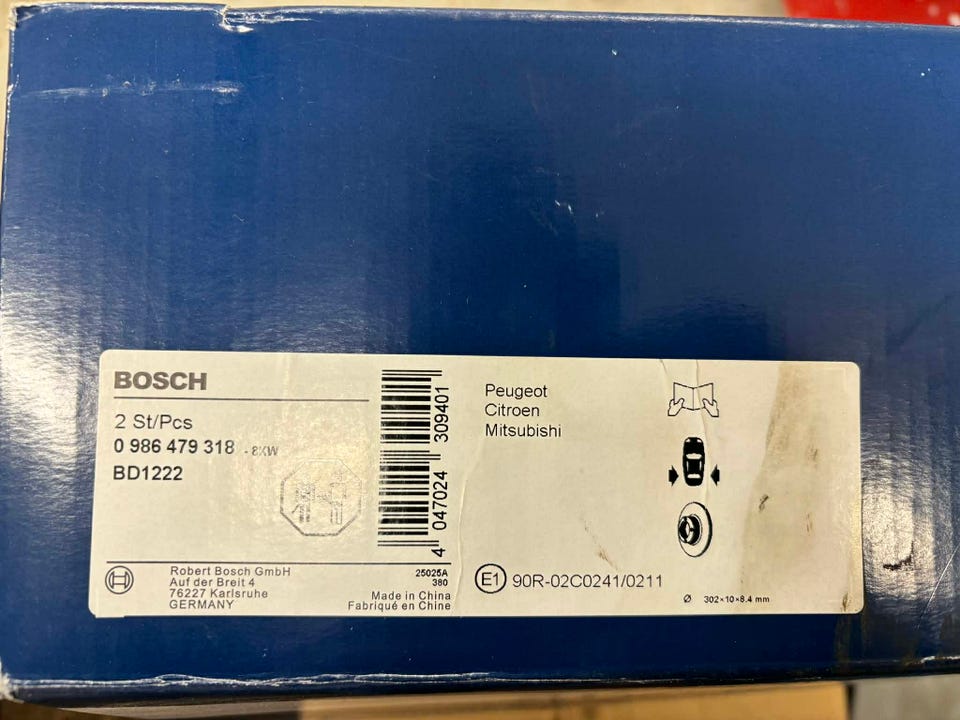 BOSCH
2 St/Pcs
0 986 479 318 - 8XW
BD1222
4 047024 309401
Peugeot
Citroen
Mitsubishi
Robert Bosch GmbH
Auf der Breit 4
76227 Karlsruhe
GERMANY
25025A
380
Made in China
Fabriqué en Chine
E1 90R-02C0241/0211
Ø 302×10×8.4 mm